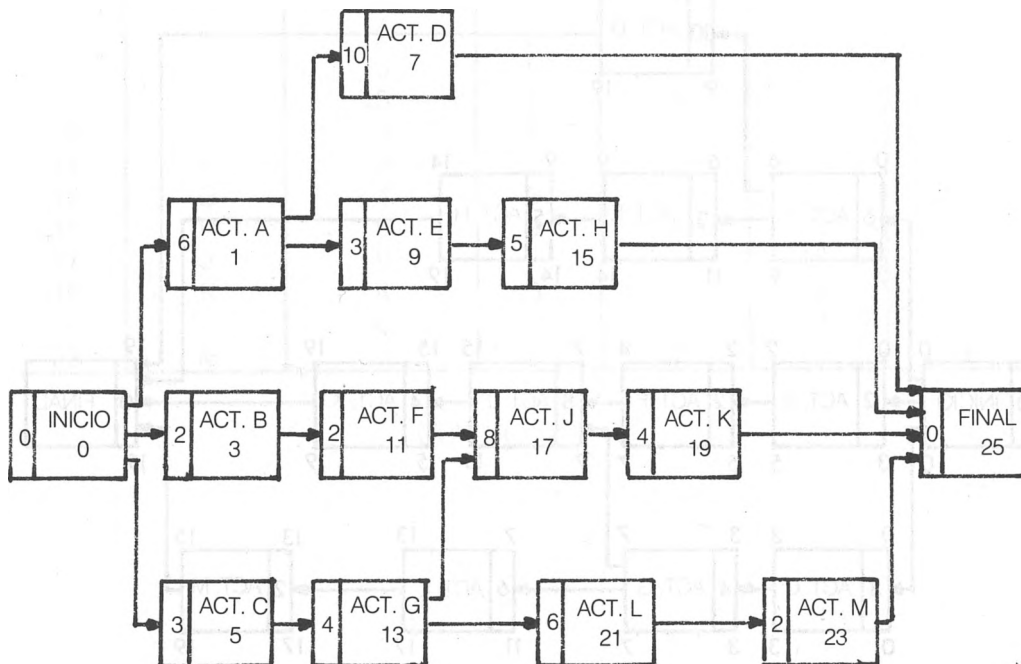 ACT. D
10
7
ACT. A
6
1
ACT. E
3
9
ACT. H
5
15
INICIO
0
0
ACT. B
2
3
ACT. F
2
11
ACT. J
8
17
ACT. K
4
19
FINAL
0
25
ACT. C
3
5
ACT. G
4
13
ACT. L
6
21
ACT. M
2
23